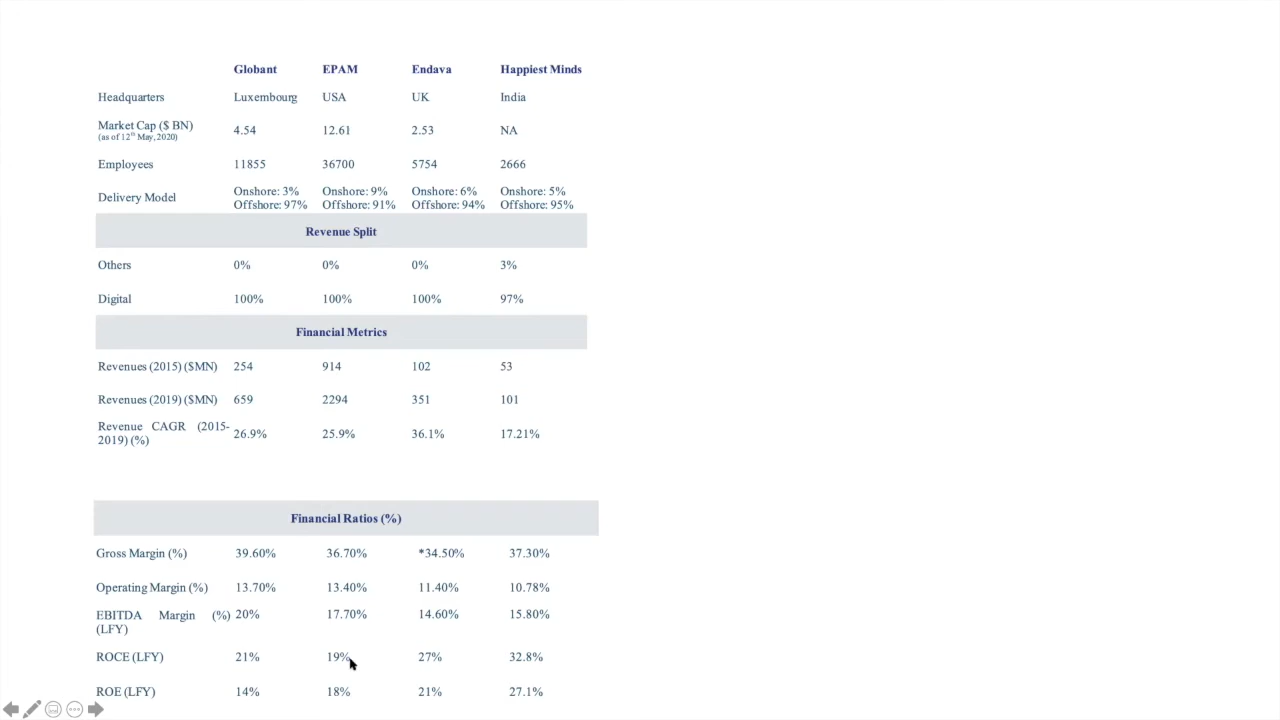 Globant EPAM Endava Happiest Minds
Headquarters Luxembourg USA UK India
Market Cap ($ BN) 4.54 12.61 2.53 NA
(as of 12th May, 2020)
Employees 11855 36700 5754 2666
Delivery Model Onshore: 3% Onshore: 9% Onshore: 6% Onshore: 5%
Offshore: 97% Offshore: 91% Offshore: 94% Offshore: 95%
Revenue Split
Others 0% 0% 0% 3%
Digital 100% 100% 100% 97%
Financial Metrics
Revenues (2015) ($MN) 254 914 102 53
Revenues (2019) ($MN) 659 2294 351 101
Revenue CAGR (2015-
2019) (%) 26.9% 25.9% 36.1% 17.21%
Financial Ratios (%)
Gross Margin (%) 39.60% 36.70% *34.50% 37.30%
Operating Margin (%) 13.70% 13.40% 11.40% 10.78%
EBITDA Margin (%) 20% 17.70% 14.60% 15.80%
(LFY)
ROCE (LFY) 21% 19% 27% 32.8%
ROE (LFY) 14% 18% 21% 27.1%